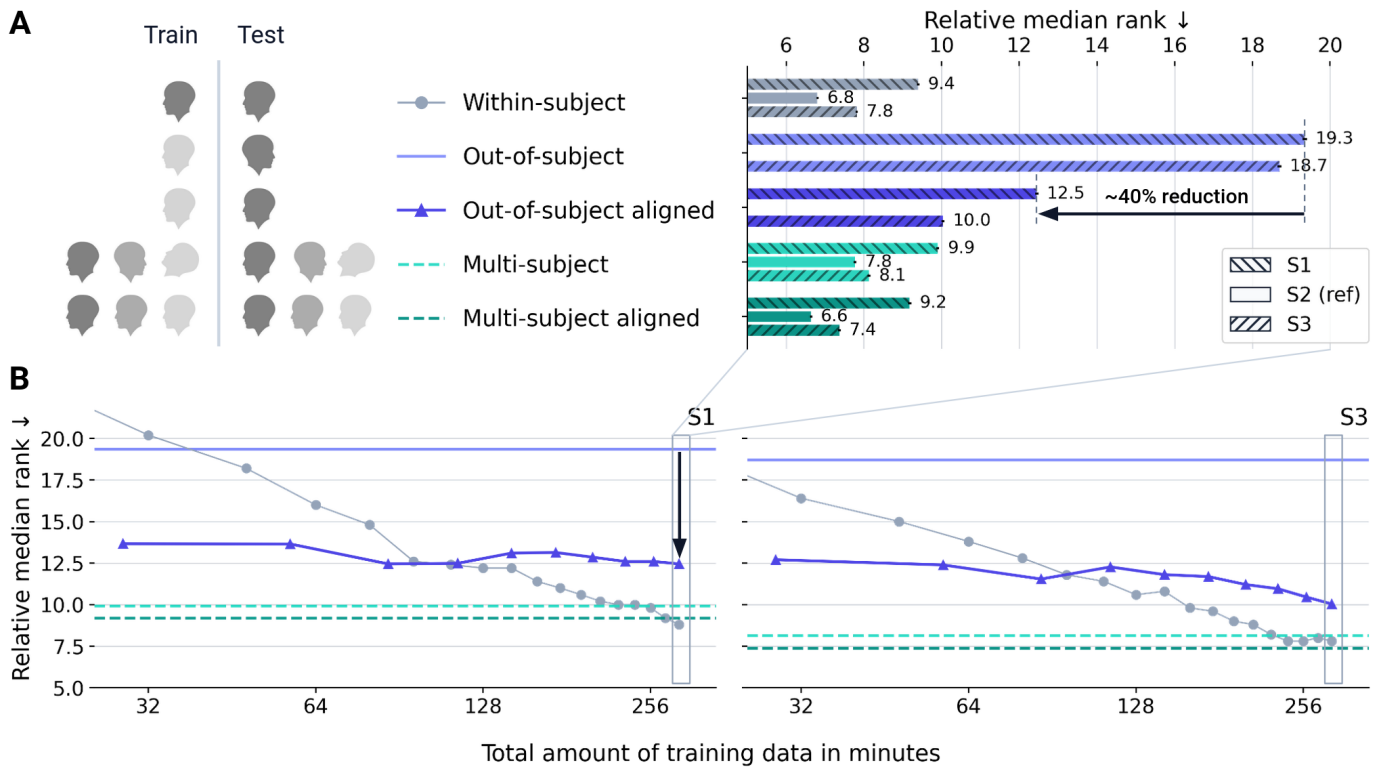 A
Train
Test
Within-subject
Out-of-subject
Out-of-subject aligned
Multi-subject
Multi-subject aligned
Relative median rank ↓
6 8 10 12 14 16 18 20
9.4
6.8
7.8
19.3
18.7
12.5
~40% reduction
10.0
9.9
7.8
8.1
9.2
6.6
7.4
S1
S2 (ref)
S3
B
Relative median rank ↓
20.0
17.5
15.0
12.5
10.0
7.5
5.0
S1
32 64 128 256
S3
32 64 128 256
Total amount of training data in minutes